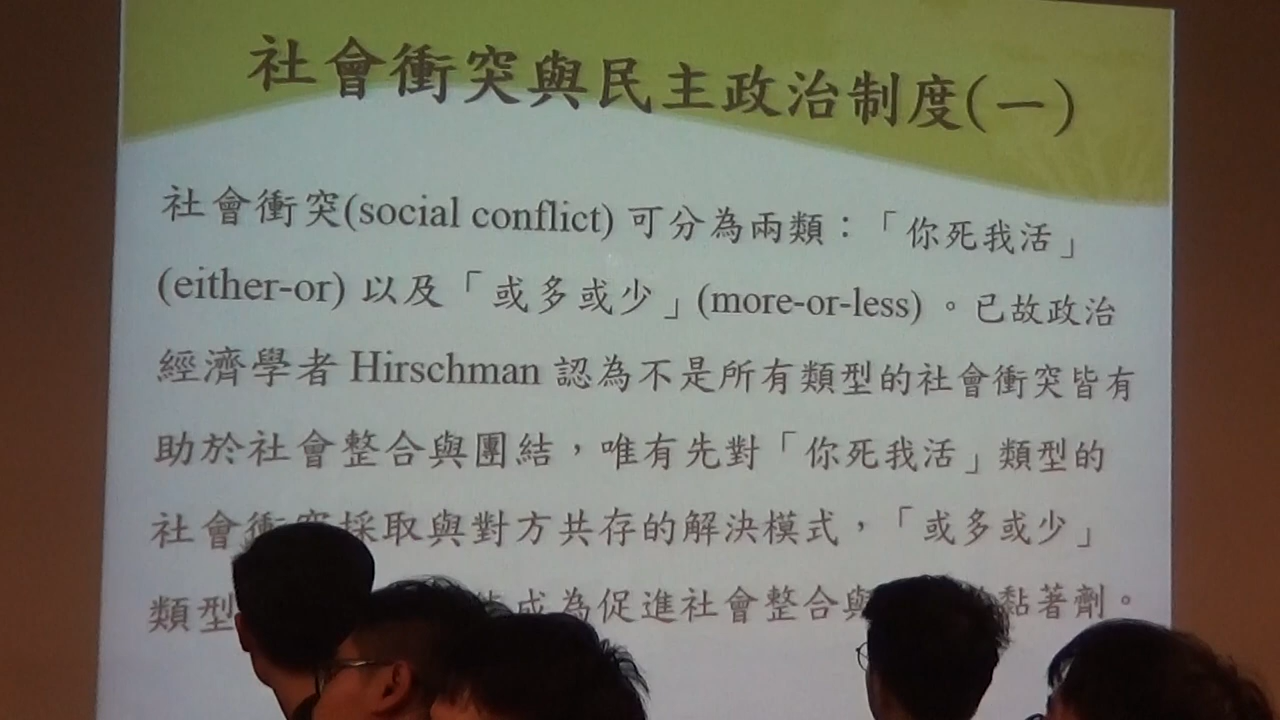 社會衝突與民主政治制度(一)
社會衝突(social conflict) 可分為兩類：「你死我活」
(either-or) 以及「或多或少」(more-or-less) 。已故政治
經濟學者 Hirschman 認為不是所有類型的社會衝突皆有
助於社會整合與團結，唯有先對「你死我活」類型的
社會衝突採取與對方共存的解決模式，「或多或少」
類型 成為促進社會整合與 黏著劑。